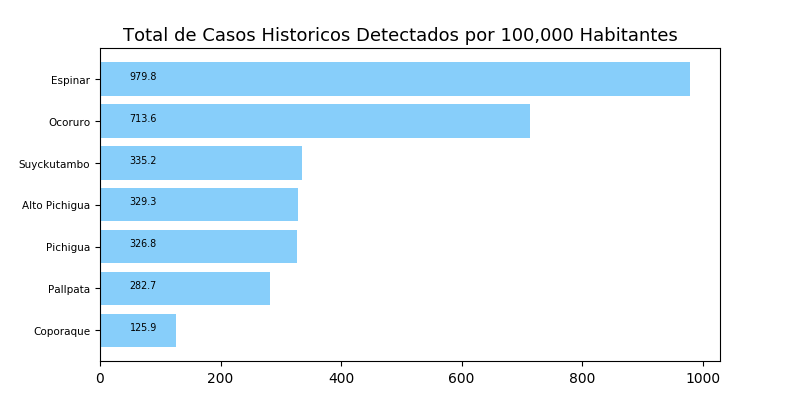 Total de Casos Historicos Detectados por 100,000 Habitantes
Espinar 979.8
Ocoruro 713.6
Suyckutambo 335.2
Alto Pichigua 329.3
Pichigua 326.8
Pallpata 282.7
Coporaque 125.9
0 200 400 600 800 1000